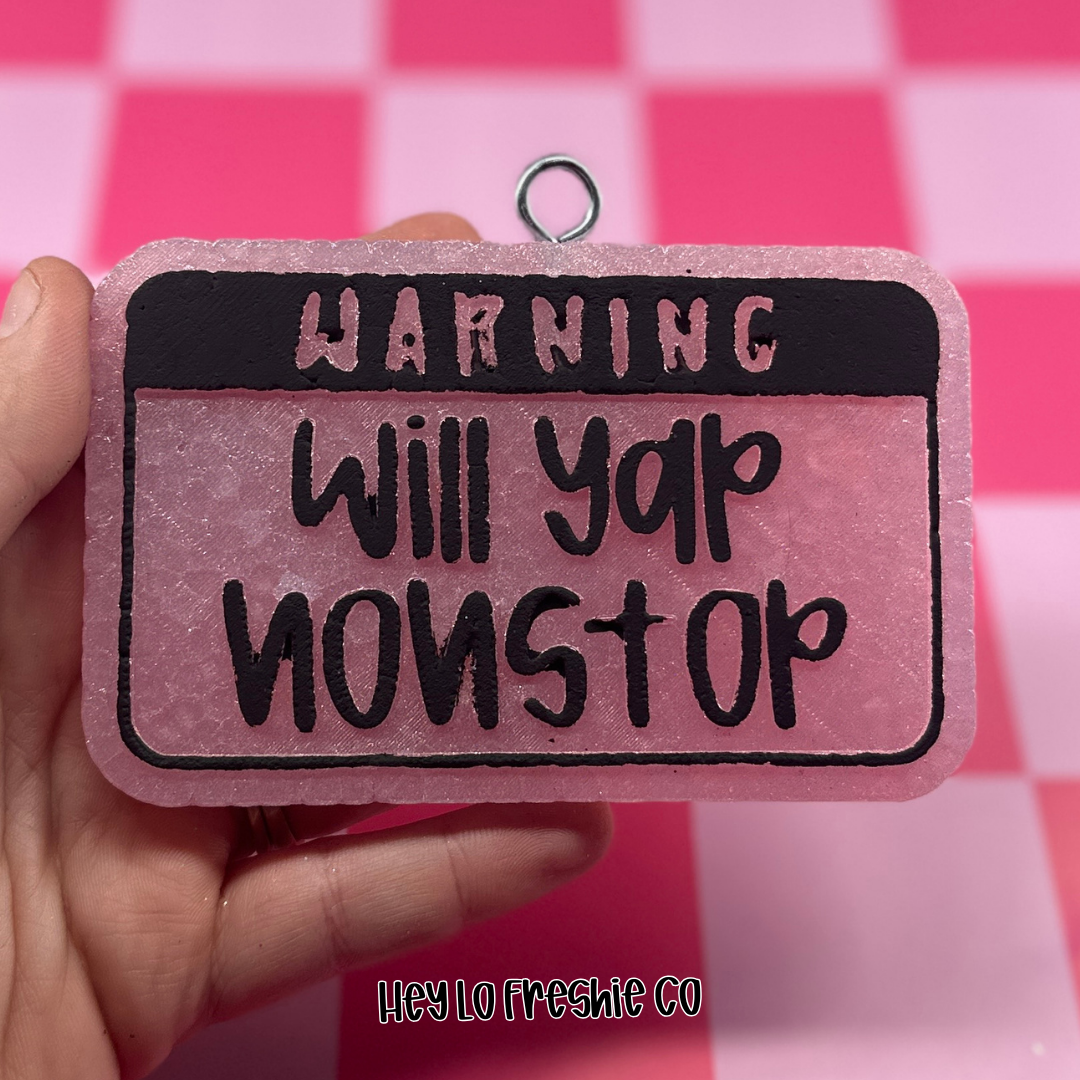 WARNING
Will yap
nonstop
Hey Lo Freshie Co